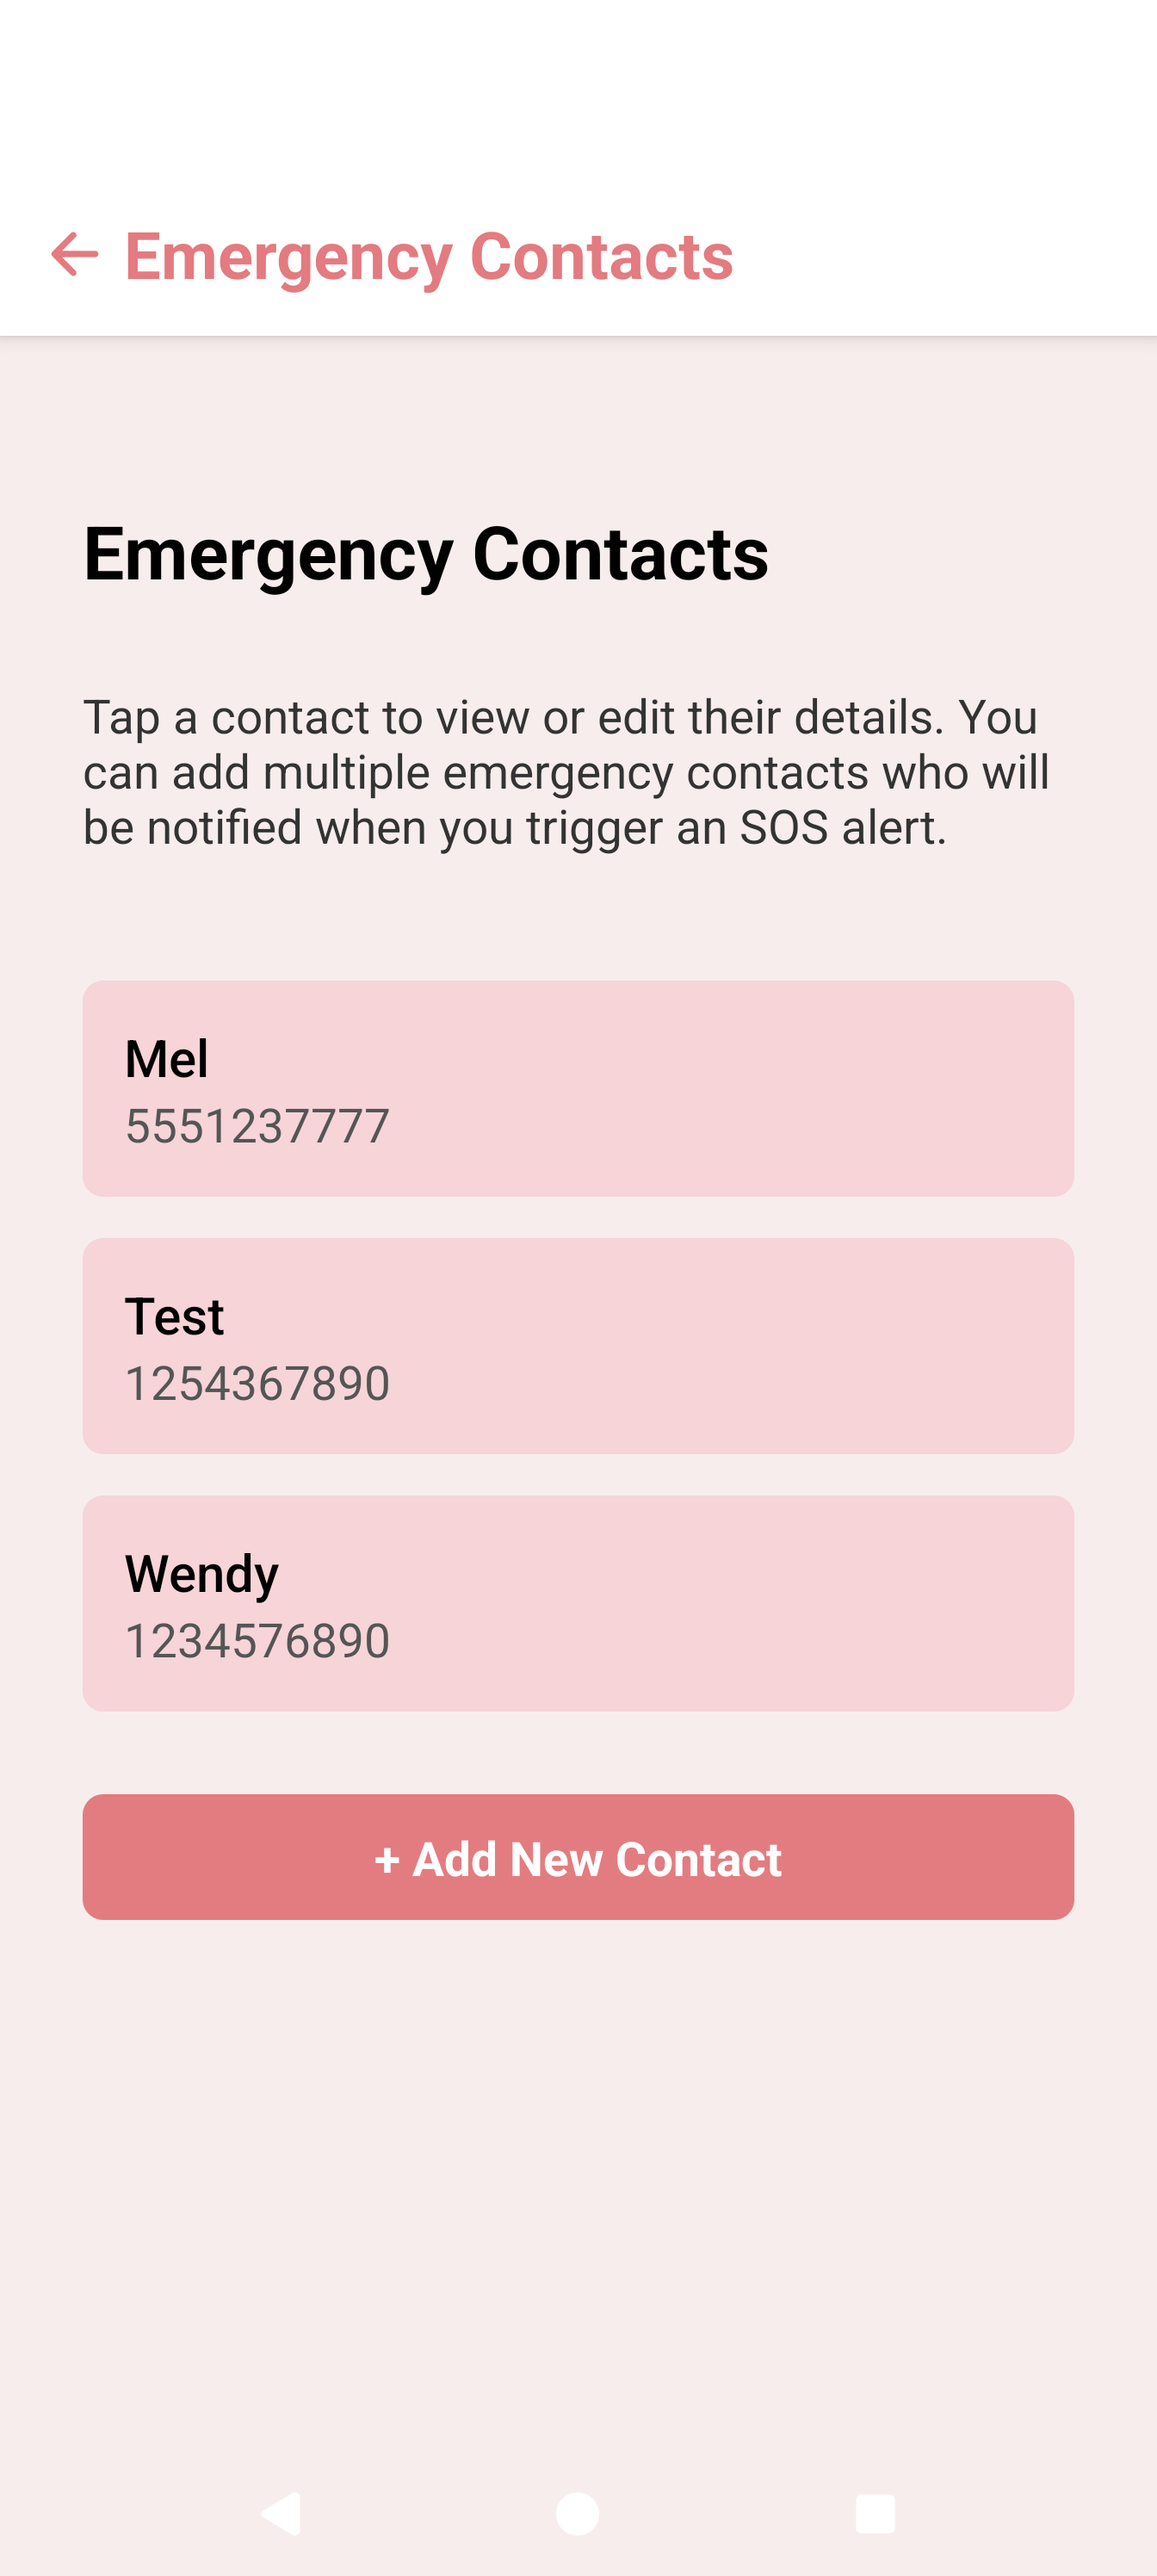 Emergency Contacts
Emergency Contacts
Tap a contact to view or edit their details. You
can add multiple emergency contacts who will
be notified when you trigger an SOS alert.
Mel
5551237777
Test
1254367890
Wendy
1234576890
+ Add New Contact